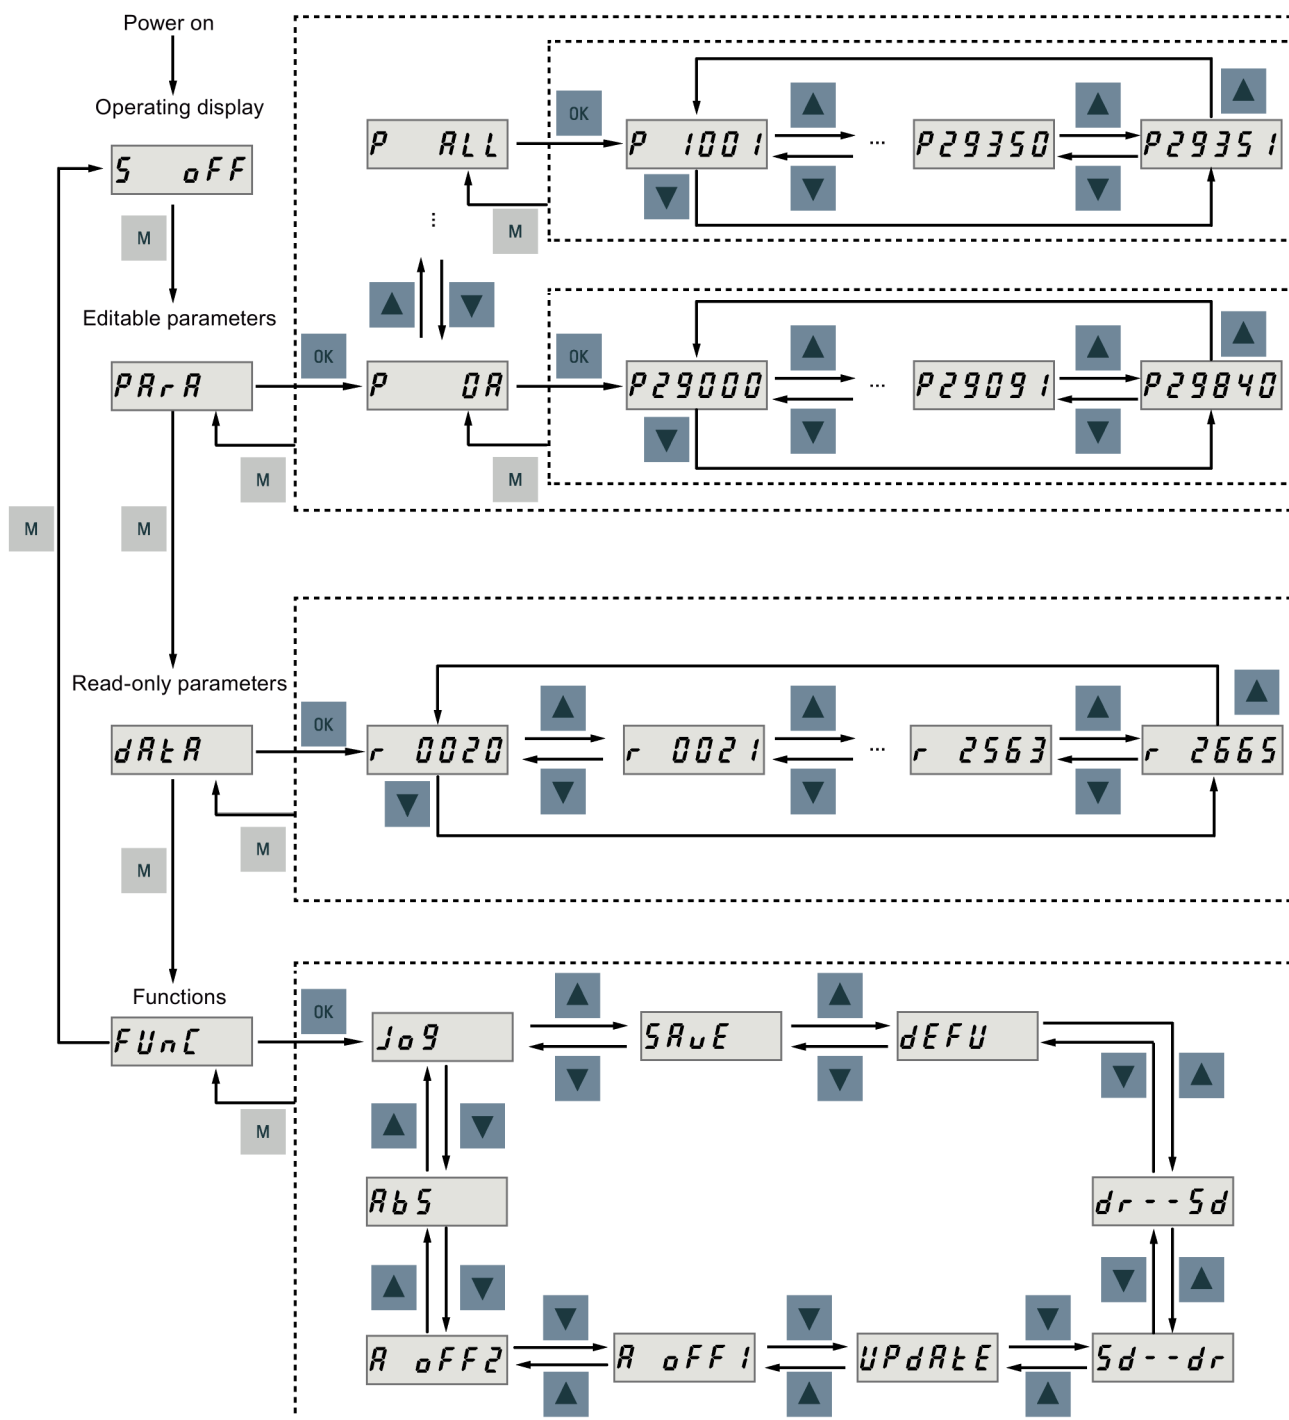 Power on
Operating display
S oFF
M
Editable parameters
PArA
OK
M
P ALL
OK
P 1001
...
P29350
P29351
M
...
P 0A
OK
P29000
...
P29091
P29840
M
M
M
Read-only parameters
dAtA
OK
r 0020
r 0021
...
r 2563
r 2665
M
M
Functions
FUnC
OK
Jog
SAvE
dEFU
M
AbS
dr--Sd
A oFF2
A oFF1
UPdAtE
Sd--dr